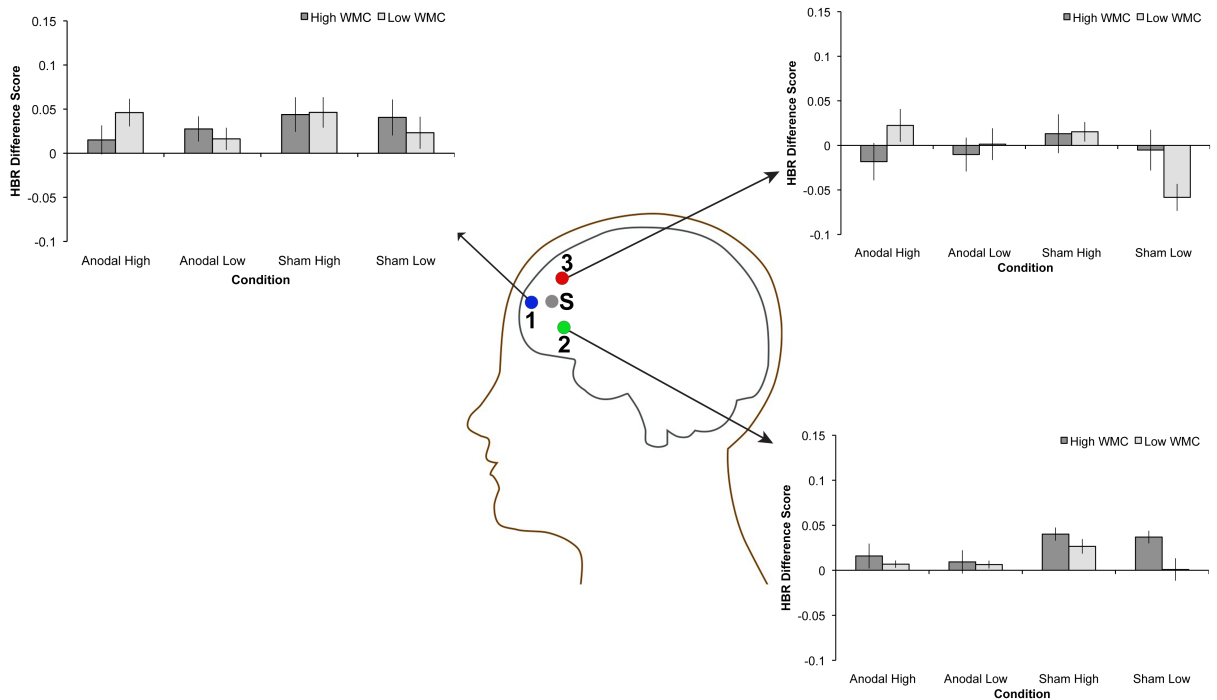 High WMC Low WMC
0.15
0.1
0.05
0
-0.05
-0.1
HBR Difference Score
Anodal High Anodal Low Sham High Sham Low
Condition
High WMC Low WMC
0.15
0.1
0.05
0
-0.05
-0.1
HBR Difference Score
Anodal High Anodal Low Sham High Sham Low
Condition
3
S
1
2
High WMC Low WMC
0.15
0.1
0.05
0
-0.05
-0.1
HBR Difference Score
Anodal High Anodal Low Sham High Sham Low
Condition